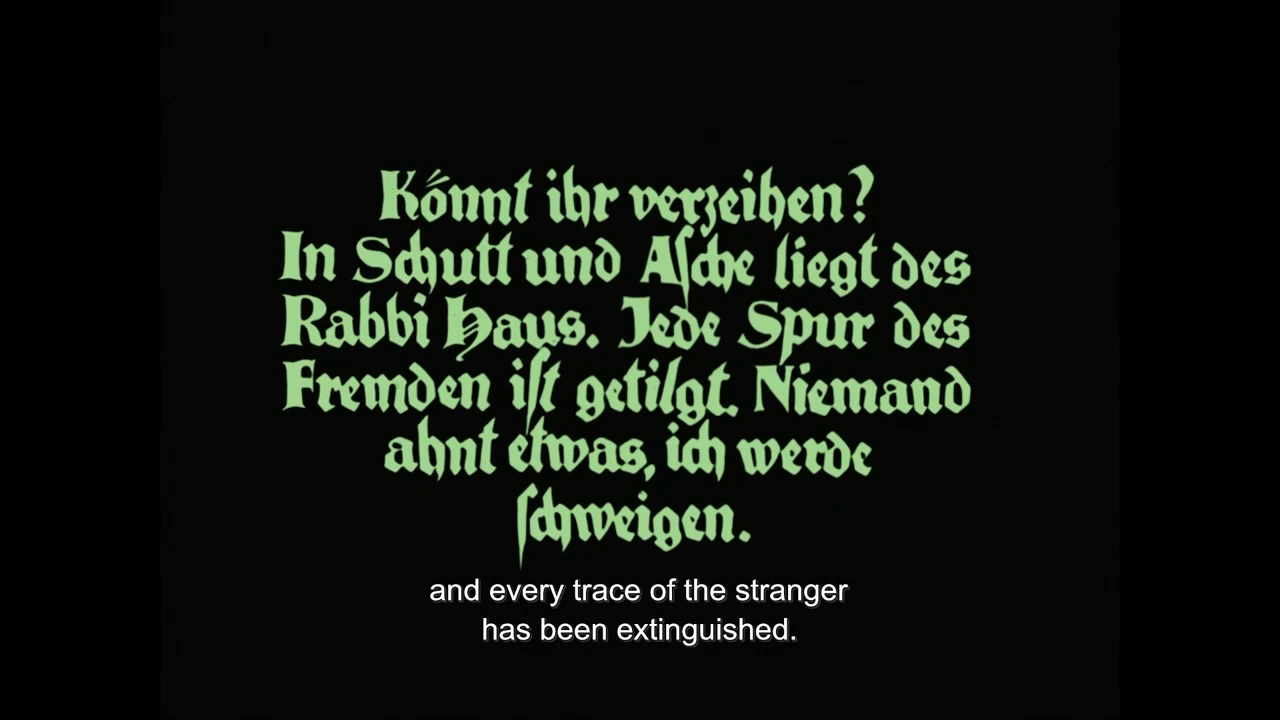 Könnt ihr verzeihen?
In Schutt und Aſche liegt des
Rabbi Haus. Jede Spur des
Fremden iſt getilgt. Niemand
ahnt etwas, ich werde
ſchweigen.
and every trace of the stranger
has been extinguished.